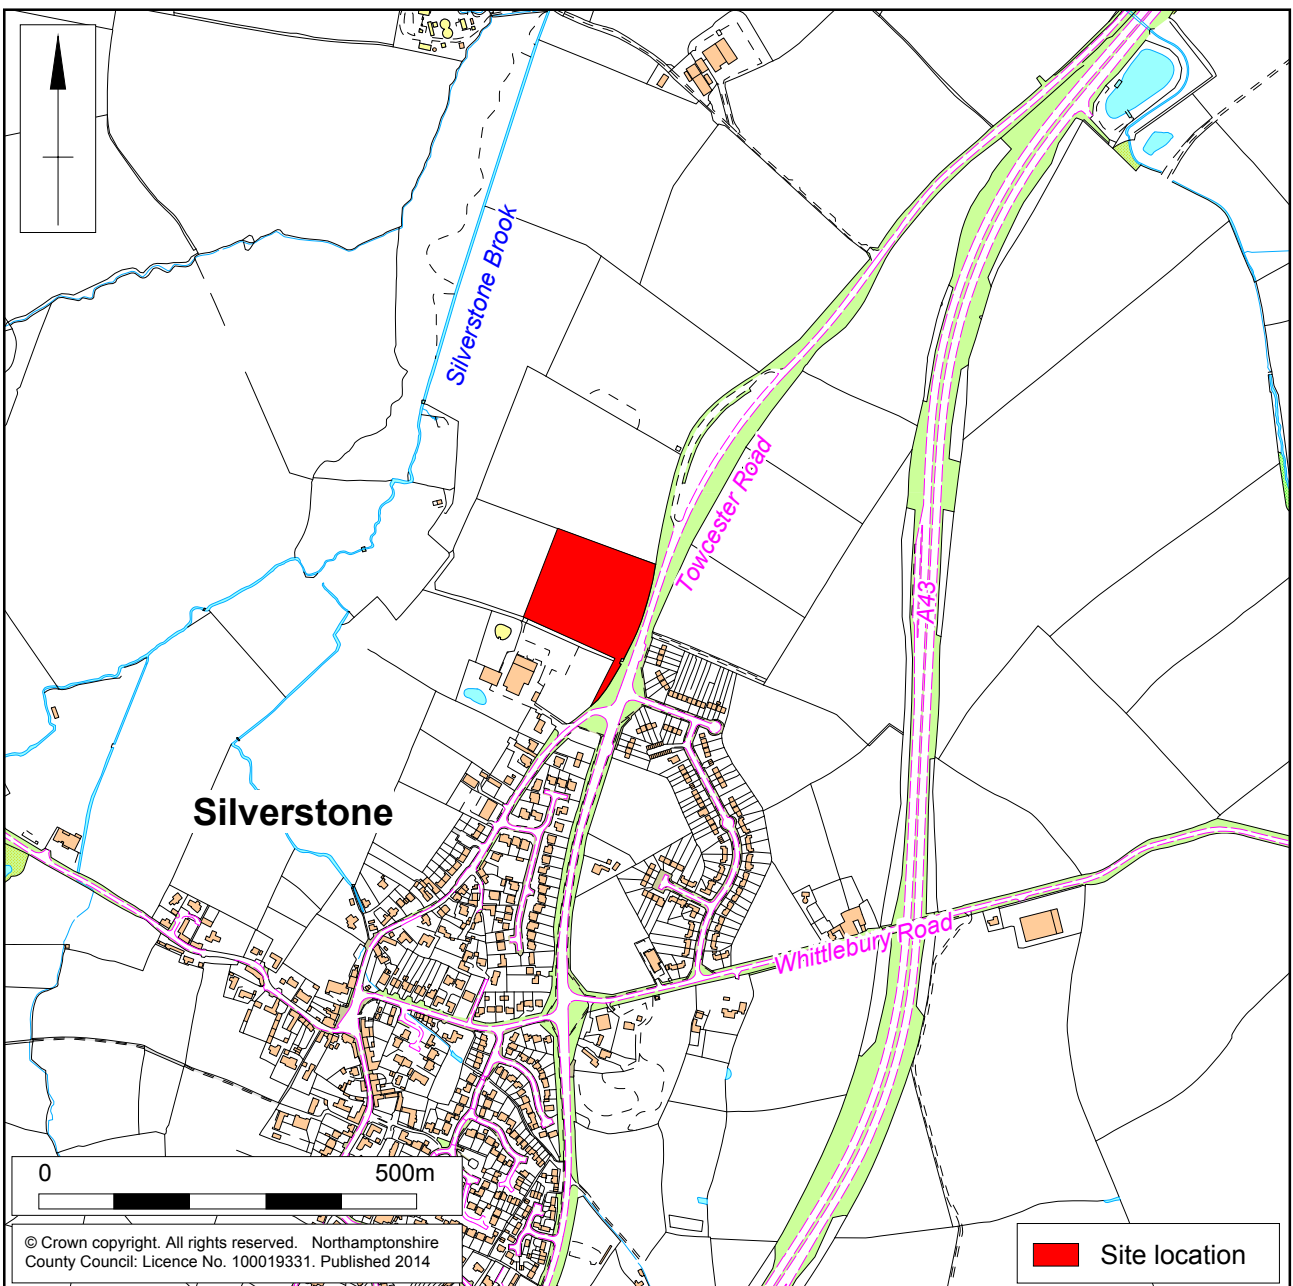 Silverstone Brook
Towcester Road
A43
Silverstone
Whittlebury Road
0 500m
© Crown copyright. All rights reserved. Northamptonshire
County Council: Licence No. 100019331. Published 2014
Site location